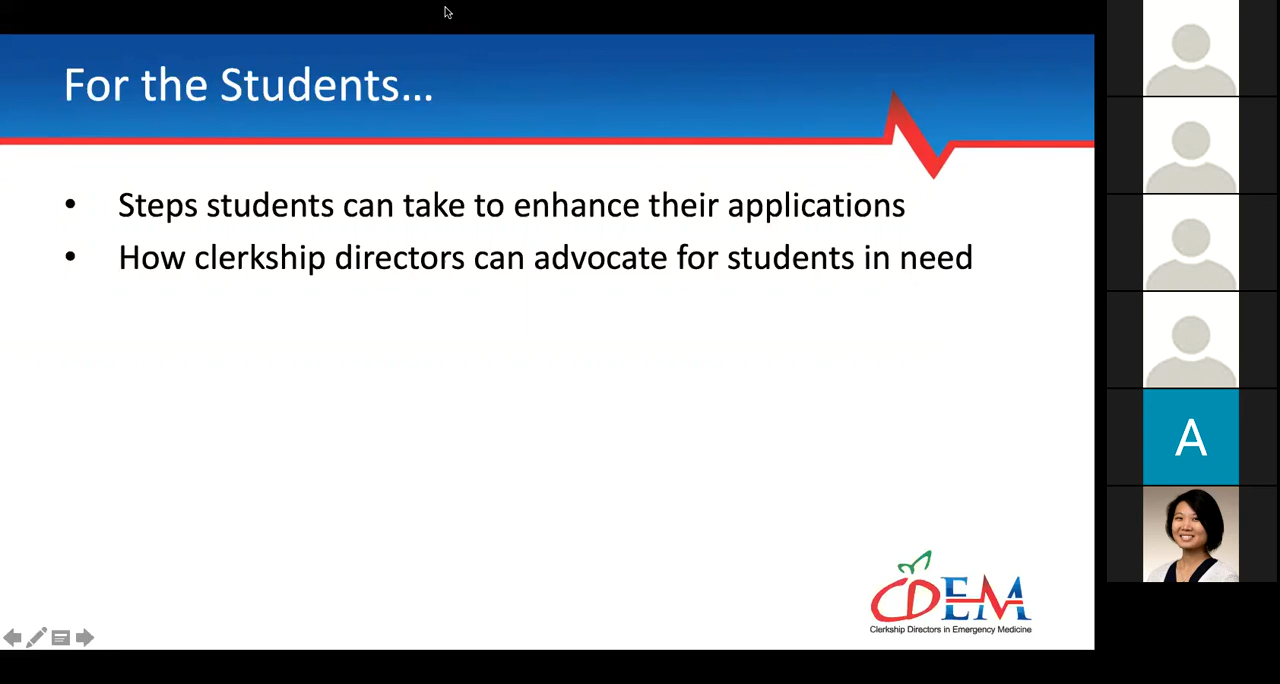 For the Students...
• Steps students can take to enhance their applications
• How clerkship directors can advocate for students in need
A
CDEM
Clerkship Directors in Emergency Medicine